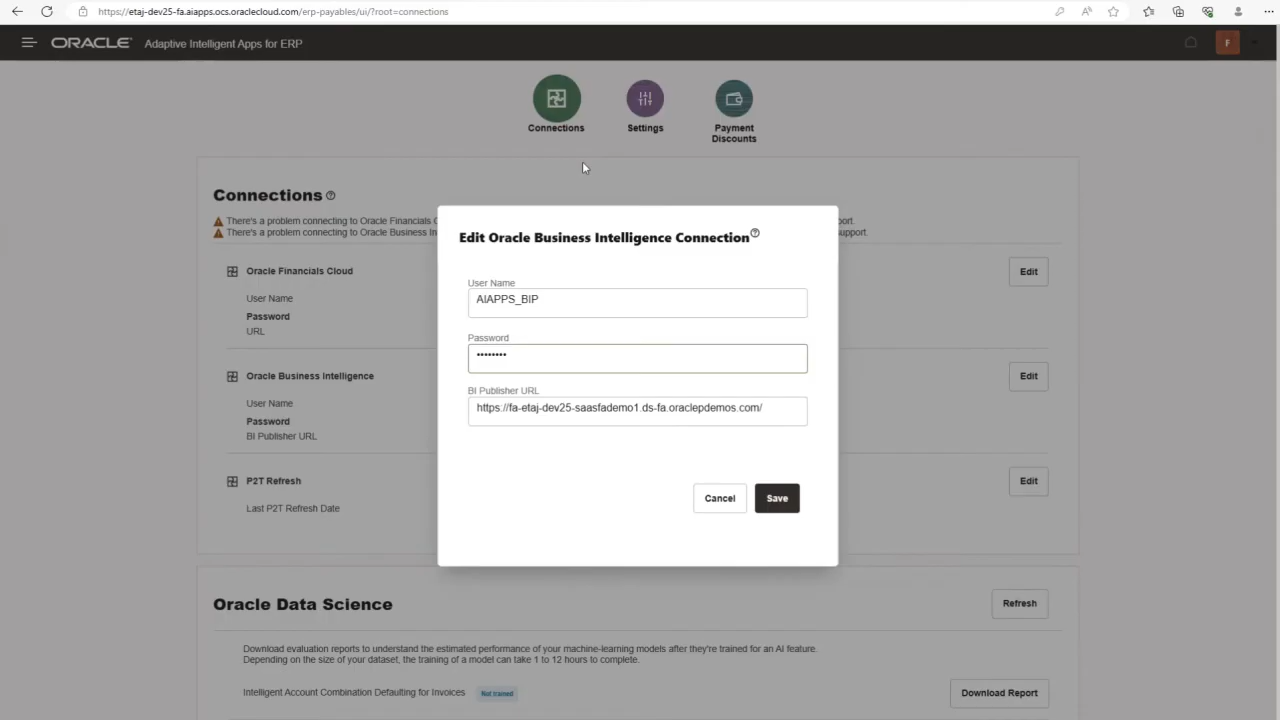 https://etaj-dev25-fa.aiapps.ocs.oraclecloud.com/erp-payables/ui/?root=connections
ORACLE Adaptive Intelligent Apps for ERP
F
Connections
Settings
Payment
Discounts
Connections
There's a problem connecting to Oracle Financials
port.
There's a problem connecting to Oracle Business In
support.
Oracle Financials Cloud
Edit
User Name
Password
URL
Oracle Business Intelligence
Edit
User Name
Password
BI Publisher URL
P2T Refresh
Edit
Last P2T Refresh Date
Edit Oracle Business Intelligence Connection
User Name
AIAPPS_BIP
Password
••••••••
BI Publisher URL
https://fa-etaj-dev25-saasfademo1.ds-fa.oraclepdemos.com/
Cancel
Save
Oracle Data Science
Refresh
Download evaluation reports to understand the estimated performance of your machine-learning models after they're trained for an AI feature.
Depending on the size of your dataset, the training of a model can take 1 to 12 hours to complete.
Intelligent Account Combination Defaulting for Invoices
Not trained
Download Report